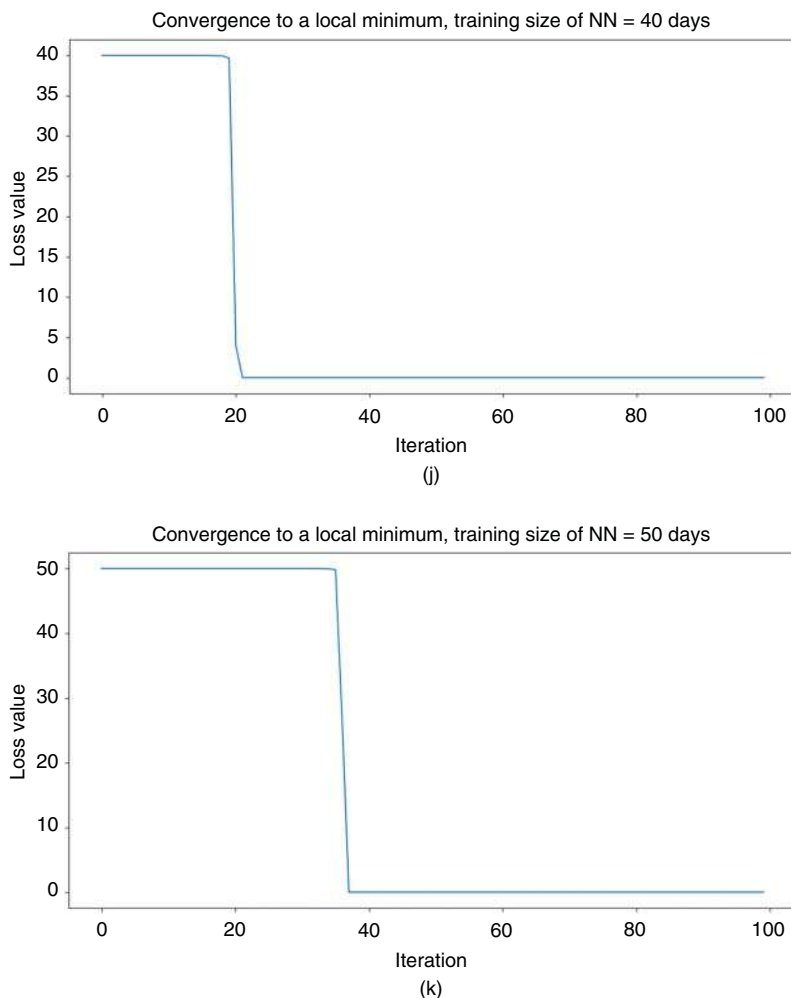 Convergence to a local minimum, training size of NN = 40 days
40
35
30
25
20
15
10
5
0
Loss value
0 20 40 60 80 100
Iteration
(j)
Convergence to a local minimum, training size of NN = 50 days
50
40
30
20
10
0
Loss value
0 20 40 60 80 100
Iteration
(k)